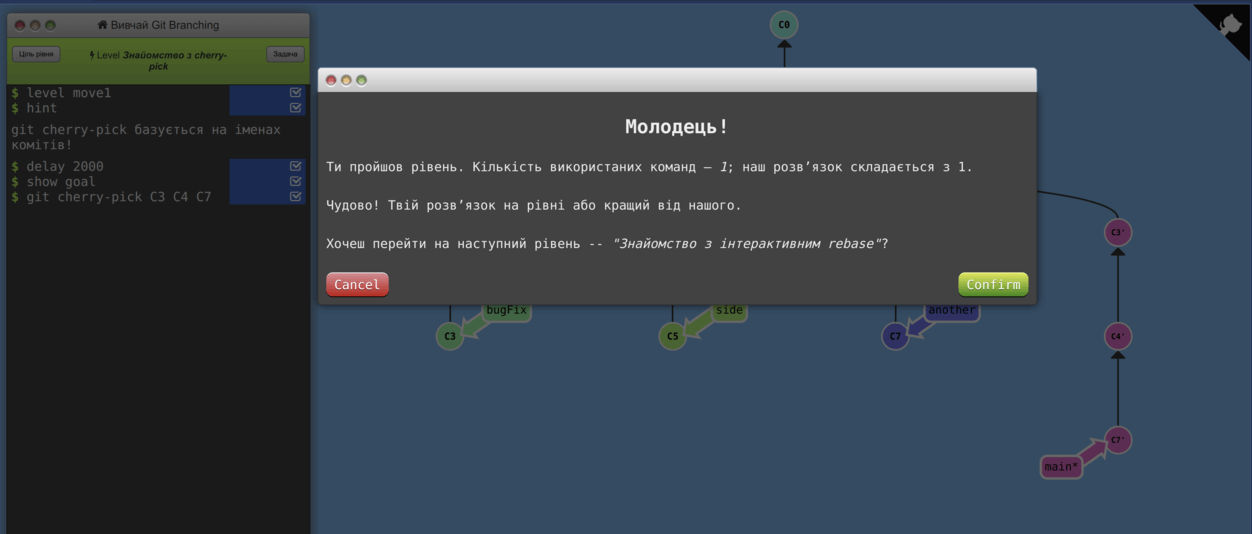 Вивчай Git Branching
Ціль рівня
Level Знайомство з cherry-
pick
Задача
$ level move1
$ hint
git cherry-pick базується на іменах
комітів!
$ delay 2000
$ show goal
$ git cherry-pick C3 C4 C7
C0
Молодець!
Ти пройшов рівень. Кількість використаних команд – 1; наш розв’язок складається з 1.
Чудово! Твій розв’язок на рівні або кращий від нашого.
Хочеш перейти на наступний рівень -- "Знайомство з інтерактивним rebase"?
Cancel
Confirm
C3'
bugFix
side
another
C3
C5
C7
C4'
C7'
main*